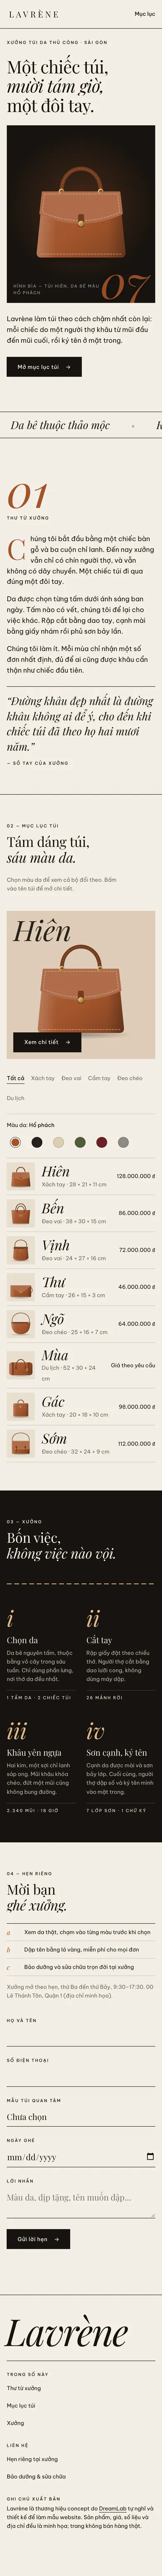 LAVRÈNE
Mục lục
XƯỞNG TÚI DA THỦ CÔNG · SÀI GÒN
Một chiếc túi,
mười tám giờ,
một đôi tay.
HÌNH BÌA — TÚI HIÊN, DA BÊ MÀU
HỔ PHÁCH
07
Lavrène làm túi theo cách chậm nhất còn lại:
mỗi chiếc do một người thợ khâu từ mũi đầu
đến mũi cuối, rồi ký tên ở mặt trong.
Mở mục lục túi →
Da bê thuộc thảo mộc
01
THƯ TỪ XƯỞNG
Chúng tôi bắt đầu bằng một chiếc bàn
gỗ và ba cuộn chỉ lanh. Đến nay xưởng
vẫn chỉ có chín người thợ, và vẫn
không có dây chuyền. Một chiếc túi đi qua
đúng một đôi tay.
Da được chọn từng tấm dưới ánh sáng ban
ngày. Tấm nào có vết, chúng tôi để lại cho
việc khác. Rập cắt bằng dao tay, cạnh mài
bằng giấy nhám rồi phủ sơn bảy lần.
Chúng tôi làm ít. Mỗi mùa chỉ nhận một số
đơn nhất định, đủ để ai cũng được khâu cẩn
thận như chiếc đầu tiên.
“Đường khâu đẹp nhất là đường
khâu không ai để ý, cho đến khi
chiếc túi đã theo họ hai mươi
năm.”
— SỔ TAY CỦA XƯỞNG
02 — MỤC LỤC TÚI
Tám dáng túi,
sáu màu da.
Chọn màu da để xem cả bộ đổi theo. Bấm
vào tên túi để mở chi tiết.
Hiên
Xem chi tiết →
Tất cả Xách tay Đeo vai Cầm tay Đeo chéo
Du lịch
Màu da: Hổ phách
Hiên
Xách tay · 28 × 21 × 11 cm
128.000.000 đ
Bến
Đeo vai · 38 × 30 × 15 cm
86.000.000 đ
Vịnh
Đeo vai · 24 × 27 × 16 cm
72.000.000 đ
Thư
Cầm tay · 26 × 15 × 3 cm
46.000.000 đ
Ngõ
Đeo chéo · 25 × 16 × 7 cm
64.000.000 đ
Mùa
Du lịch · 52 × 30 × 24
cm
Giá theo yêu cầu
Gác
Xách tay · 20 × 18 × 10 cm
98.000.000 đ
Sớm
Đeo chéo · 32 × 24 × 9 cm
112.000.000 đ
03 — XƯỞNG
Bốn việc,
không việc nào vội.
i
Chọn da
Da bê nguyên tấm, thuộc
bằng vỏ cây trong sáu
tuần. Chỉ dùng phần lưng,
nơi thớ da đều nhất.
1 TẤM DA · 2 CHIẾC TÚI
ii
Cắt tay
Rập giấy đặt theo chiều
thớ. Người thợ cắt bằng
dao lưỡi cong, không
dùng máy dập.
26 MẢNH RỜI
iii
Khâu yên ngựa
Hai kim, một sợi chỉ lanh
sáp ong. Mũi khâu khóa
chéo, đứt một mũi cũng
không bung đường.
2.340 MŨI · 18 GIỜ
iv
Sơn cạnh, ký tên
Cạnh da được mài và sơn
bảy lớp. Cuối cùng, người
thợ dập số và ký tên mình
vào mặt trong.
7 LỚP SƠN · 1 CHỮ KÝ
04 — HẸN RIÊNG
Mời bạn
ghé xưởng.
a Xem da thật, chạm vào từng màu trước khi chọn
b Dập tên bằng lá vàng, miễn phí cho mọi đơn
c Bảo dưỡng và sửa chữa trọn đời tại xưởng
Xưởng mở theo hẹn, thứ Ba đến thứ Bảy, 9:30–17:30. 00
Lê Thánh Tôn, Quận 1 (địa chỉ minh họa).
HỌ VÀ TÊN
SỐ ĐIỆN THOẠI
MẪU TÚI QUAN TÂM
Chưa chọn
NGÀY GHÉ
mm/dd/yyyy
LỜI NHẮN
Màu da, dịp tặng, tên muốn dập...
Gửi lời hẹn →
Lavrène
TRONG SỐ NÀY
Thư từ xưởng
Mục lục túi
Xưởng
LIÊN HỆ
Hẹn riêng tại xưởng
Bảo dưỡng & sửa chữa
GHI CHÚ XUẤT BẢN
Lavrène là thương hiệu concept do DreamLab tự nghĩ và
thiết kế để làm mẫu website. Sản phẩm, giá, số liệu và
địa chỉ đều là minh họa; trang không bán hàng thật.